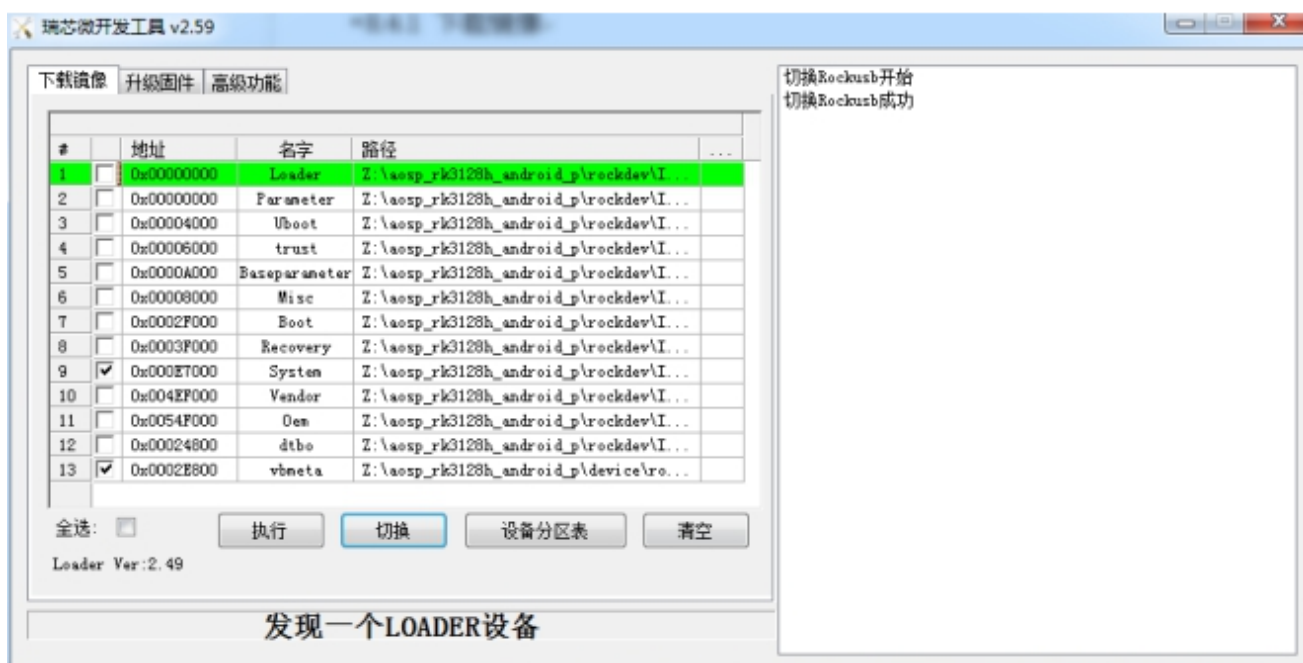 瑞芯微开发工具 v2.59
下载镜像 升级固件 高级功能
# 地址 名字 路径 ...
1 0x00000000 Loader Z:\aosp_rk3128h_android_p\rockdev\I...
2 0x00000000 Parameter Z:\aosp_rk3128h_android_p\rockdev\I...
3 0x00004000 Uboot Z:\aosp_rk3128h_android_p\rockdev\I...
4 0x00006000 trust Z:\aosp_rk3128h_android_p\rockdev\I...
5 0x0000A000 Baseparameter Z:\aosp_rk3128h_android_p\rockdev\I...
6 0x00008000 Misc Z:\aosp_rk3128h_android_p\rockdev\I...
7 0x0002F000 Boot Z:\aosp_rk3128h_android_p\rockdev\I...
8 0x0003F000 Recovery Z:\aosp_rk3128h_android_p\rockdev\I...
9 0x000E7000 System Z:\aosp_rk3128h_android_p\rockdev\I...
10 0x004EF000 Vendor Z:\aosp_rk3128h_android_p\rockdev\I...
11 0x0054F000 Oem Z:\aosp_rk3128h_android_p\rockdev\I...
12 0x00024800 dtbo Z:\aosp_rk3128h_android_p\rockdev\I...
13 0x0002E800 vbmeta Z:\aosp_rk3128h_android_p\device\ro...
全选: 执行 切换 设备分区表 清空
Loader Ver:2.49
发现一个LOADER设备
切换Rockusb开始
切换Rockusb成功